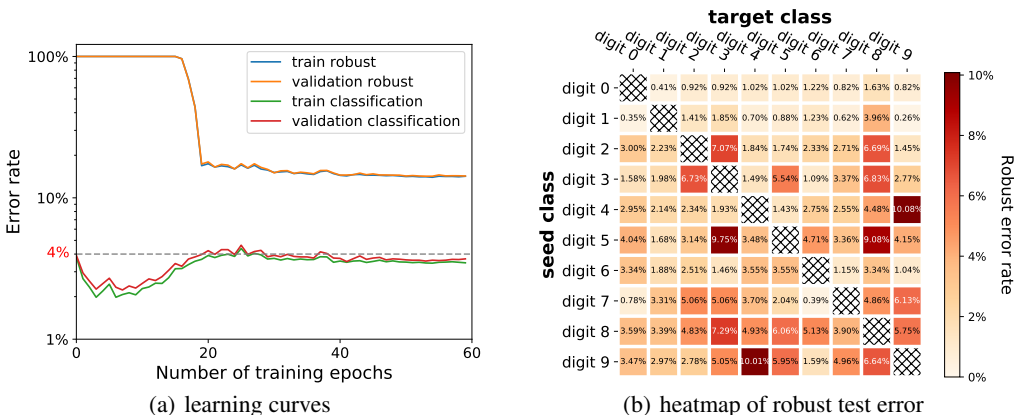 100%
10%
4%
1%
Error rate
0 20 40 60
Number of training epochs
train robust
validation robust
train classification
validation classification
(a) learning curves
target class
digit 0 digit 1 digit 2 digit 3 digit 4 digit 5 digit 6 digit 7 digit 8 digit 9
seed class
digit 0 0.41% 0.92% 0.92% 1.02% 1.02% 1.22% 0.82% 1.63% 0.82%
digit 1 0.35% 1.41% 1.85% 0.70% 0.88% 1.23% 0.62% 3.96% 0.26%
digit 2 3.00% 2.23% 7.07% 1.84% 1.74% 2.33% 2.71% 6.69% 1.45%
digit 3 1.58% 1.98% 6.73% 1.49% 5.54% 1.09% 3.37% 6.83% 2.77%
digit 4 2.95% 2.14% 2.34% 1.93% 1.43% 2.75% 2.55% 4.48% 10.08%
digit 5 4.04% 1.68% 3.14% 9.75% 3.48% 4.71% 3.36% 9.08% 4.15%
digit 6 3.34% 1.88% 2.51% 1.46% 3.55% 3.55% 1.15% 3.34% 1.04%
digit 7 0.78% 3.31% 5.06% 5.06% 3.70% 2.04% 0.39% 4.86% 6.13%
digit 8 3.59% 3.39% 4.83% 7.29% 4.93% 6.06% 5.13% 3.90% 5.75%
digit 9 3.47% 2.97% 2.78% 5.05% 10.01% 5.95% 1.59% 4.96% 6.64%
10%
8%
6%
4%
2%
0%
Robust error rate
(b) heatmap of robust test error